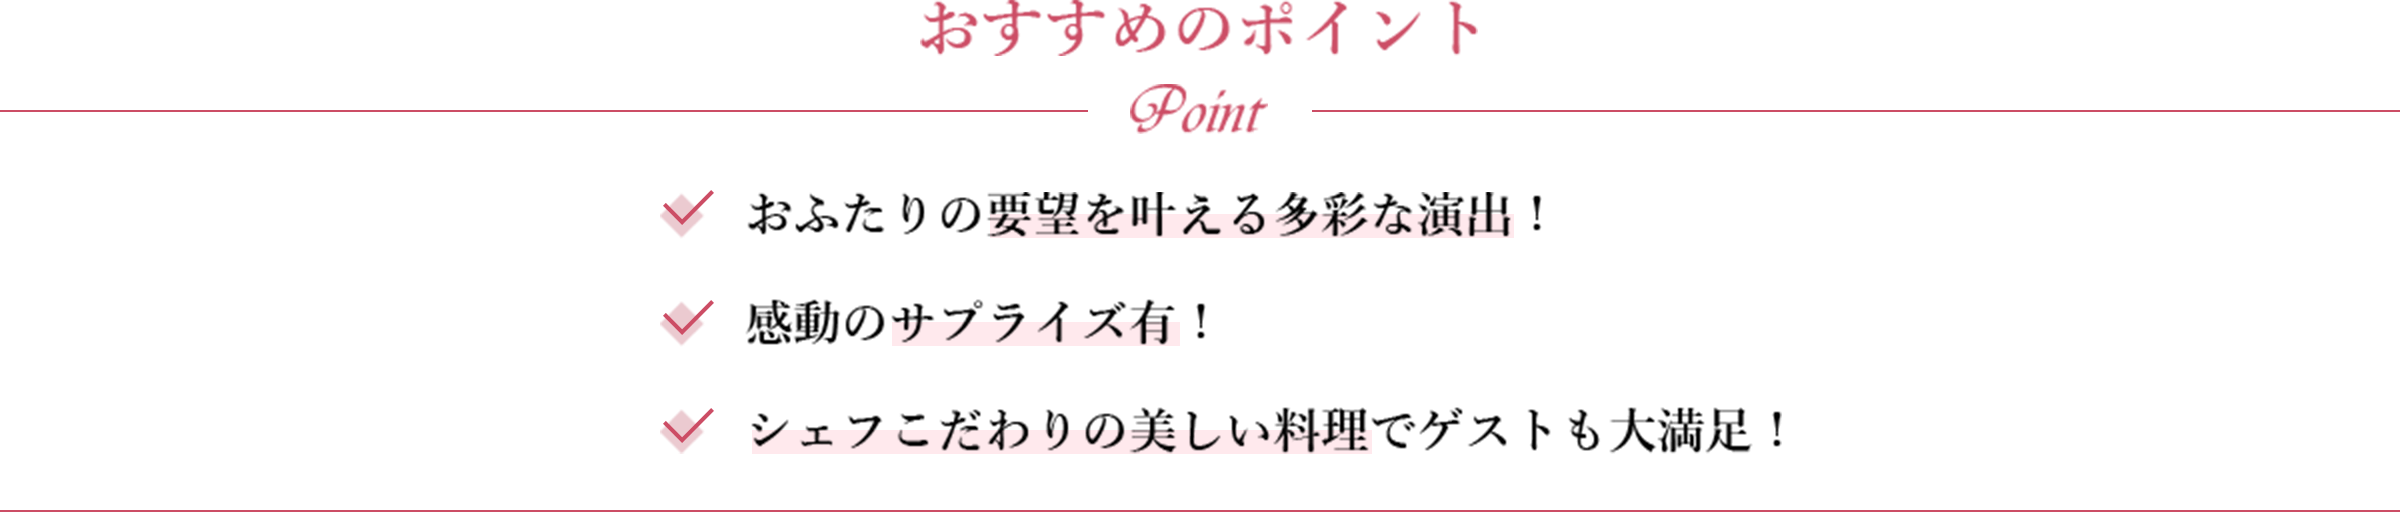 おすすめのポイント
Point
おふたりの要望を叶える多彩な演出！
感動のサプライズ有！
シェフこだわりの美しい料理でゲストも大満足！